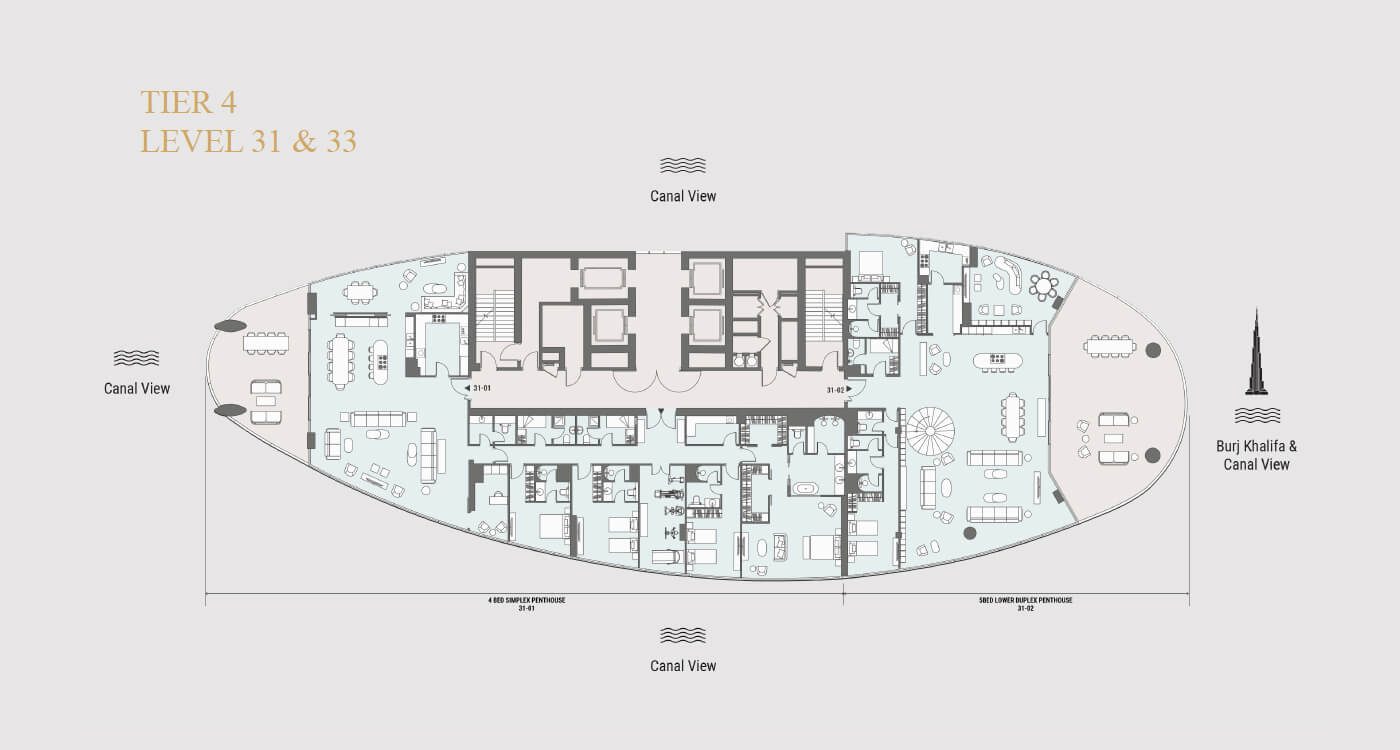 TIER 4
LEVEL 31 & 33
Canal View
Canal View
31-01
31-02
Burj Khalifa &
Canal View
4 BED SIMPLEX PENTHOUSE
31-01
5BED LOWER DUPLEX PENTHOUSE
31-02
Canal View